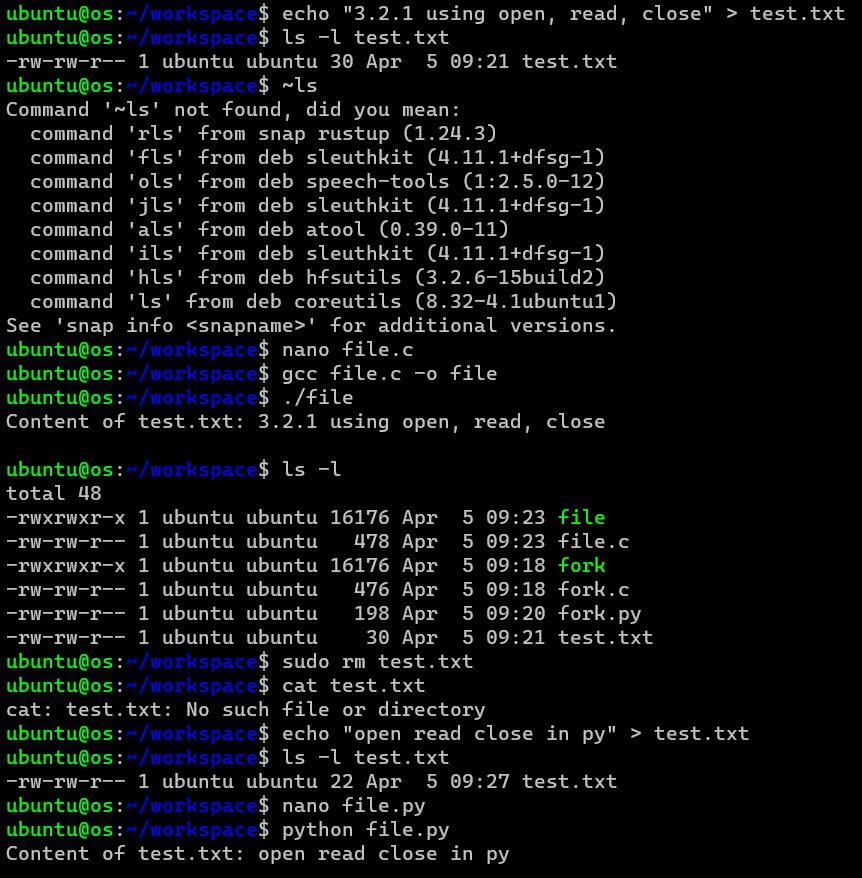 ubuntu@os:~/workspace$ echo "3.2.1 using open, read, close" > test.txt
ubuntu@os:~/workspace$ ls -l test.txt
-rw-rw-r-- 1 ubuntu ubuntu 30 Apr  5 09:21 test.txt
ubuntu@os:~/workspace$ ~ls
Command '~ls' not found, did you mean:
  command 'rls' from snap rustup (1.24.3)
  command 'fls' from deb sleuthkit (4.11.1+dfsg-1)
  command 'ols' from deb speech-tools (1:2.5.0-12)
  command 'jls' from deb sleuthkit (4.11.1+dfsg-1)
  command 'als' from deb atool (0.39.0-11)
  command 'ils' from deb sleuthkit (4.11.1+dfsg-1)
  command 'hls' from deb hfsutils (3.2.6-15build2)
  command 'ls' from deb coreutils (8.32-4.1ubuntu1)
See 'snap info <snapname>' for additional versions.
ubuntu@os:~/workspace$ nano file.c
ubuntu@os:~/workspace$ gcc file.c -o file
ubuntu@os:~/workspace$ ./file
Content of test.txt: 3.2.1 using open, read, close

ubuntu@os:~/workspace$ ls -l
total 48
-rwxrwxr-x 1 ubuntu ubuntu 16176 Apr  5 09:23 file
-rw-rw-r-- 1 ubuntu ubuntu   478 Apr  5 09:23 file.c
-rwxrwxr-x 1 ubuntu ubuntu 16176 Apr  5 09:18 fork
-rw-rw-r-- 1 ubuntu ubuntu   476 Apr  5 09:18 fork.c
-rw-rw-r-- 1 ubuntu ubuntu   198 Apr  5 09:20 fork.py
-rw-rw-r-- 1 ubuntu ubuntu    30 Apr  5 09:21 test.txt
ubuntu@os:~/workspace$ sudo rm test.txt
ubuntu@os:~/workspace$ cat test.txt
cat: test.txt: No such file or directory
ubuntu@os:~/workspace$ echo "open read close in py" > test.txt
ubuntu@os:~/workspace$ ls -l test.txt
-rw-rw-r-- 1 ubuntu ubuntu 22 Apr  5 09:27 test.txt
ubuntu@os:~/workspace$ nano file.py
ubuntu@os:~/workspace$ python file.py
Content of test.txt: open read close in py